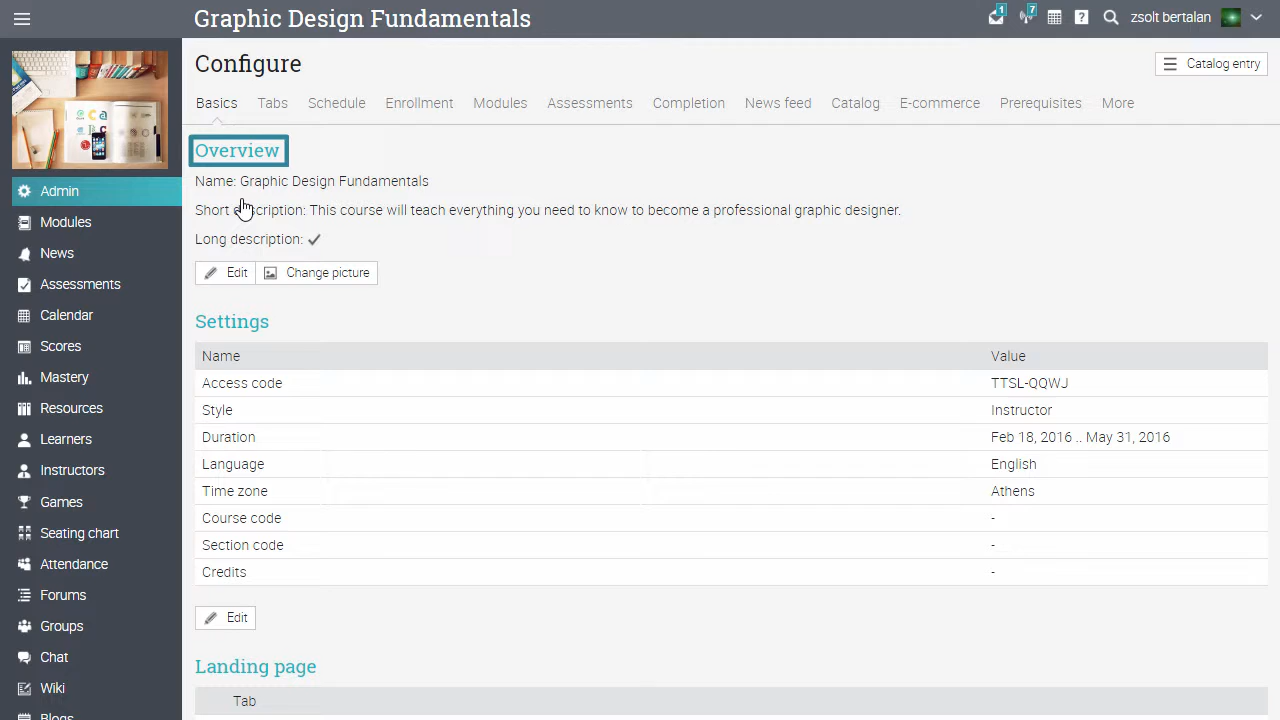 Graphic Design Fundamentals
1
7
zsolt bertalan
Configure
Catalog entry
Basics
Tabs
Schedule
Enrollment
Modules
Assessments
Completion
News feed
Catalog
E-commerce
Prerequisites
More
Admin
Modules
News
Assessments
Calendar
Scores
Mastery
Resources
Learners
Instructors
Games
Seating chart
Attendance
Forums
Groups
Chat
Wiki
Blogs
Overview
Name: Graphic Design Fundamentals
Short description: This course will teach everything you need to know to become a professional graphic designer.
Long description:
Edit
Change picture
Settings
Name Value
Access code TTSL-QQWJ
Style Instructor
Duration Feb 18, 2016 .. May 31, 2016
Language English
Time zone Athens
Course code -
Section code -
Credits -
Edit
Landing page
Tab